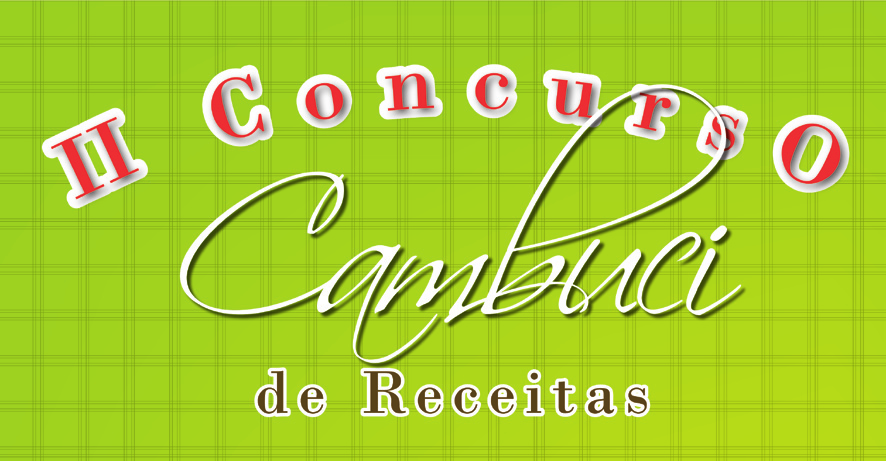 II ConcursO
Cambuci
de Receitas